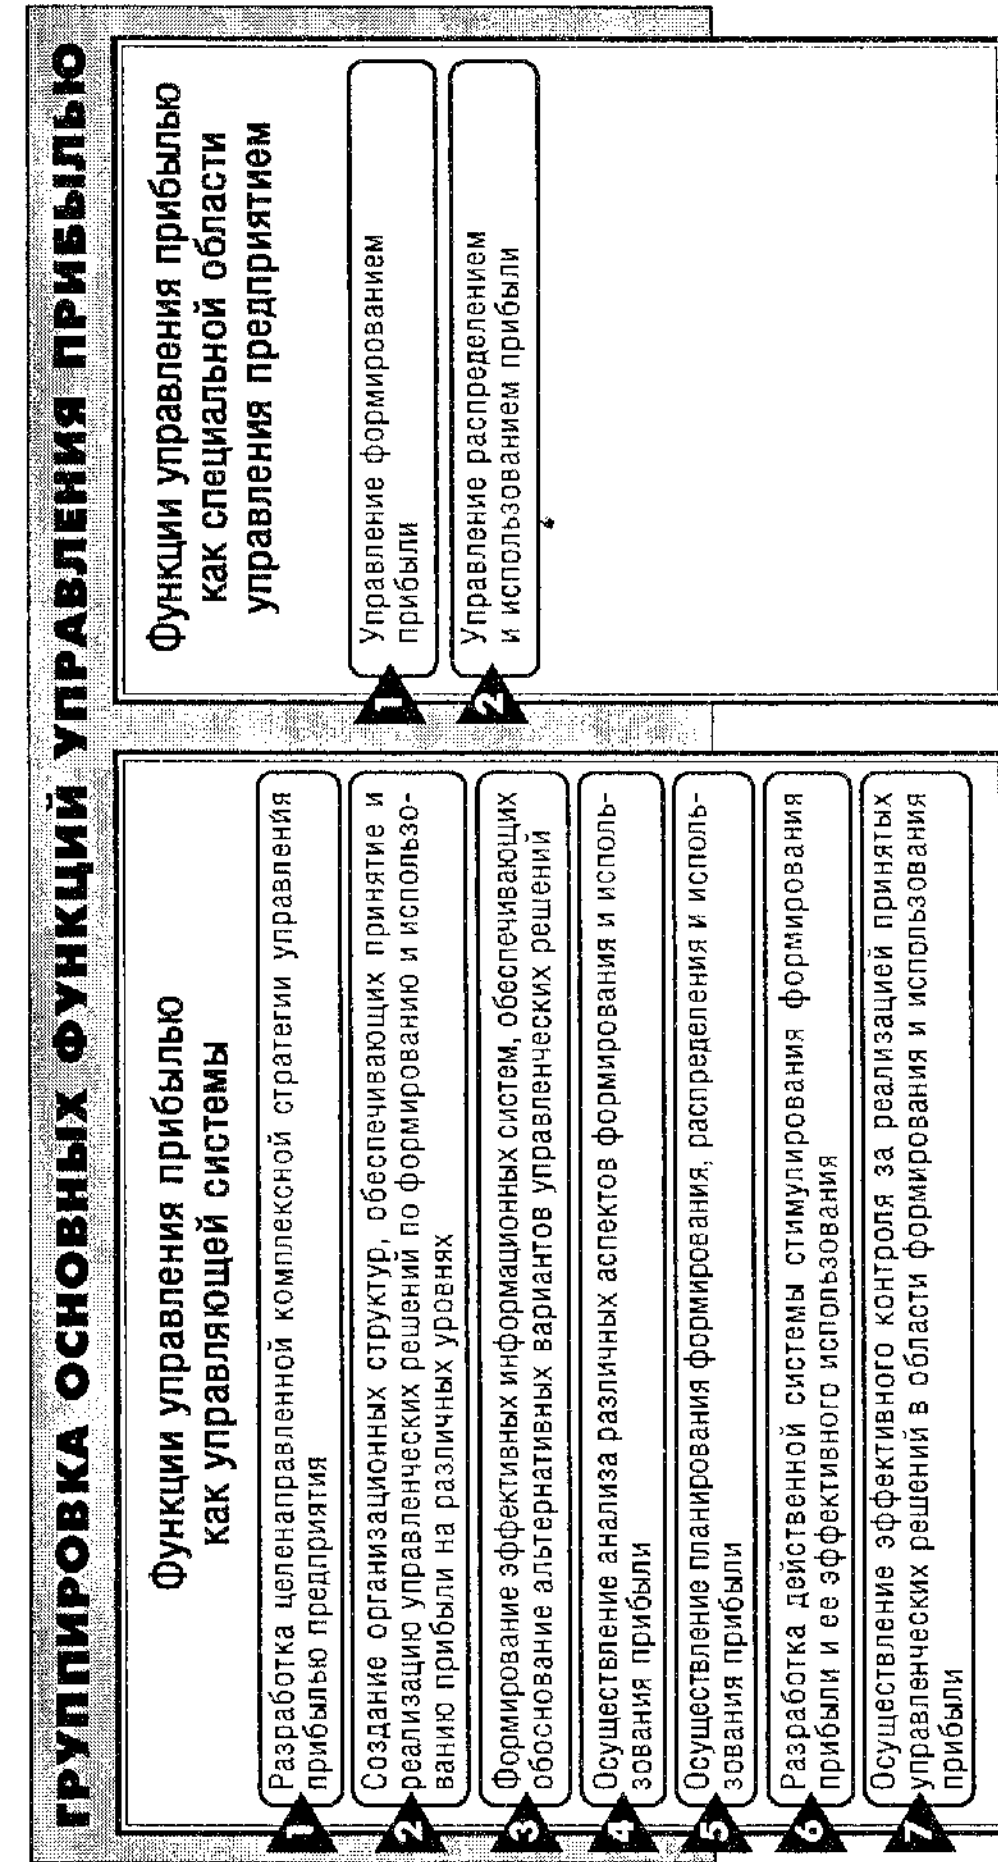 ГРУППИРОВКА ОСНОВНЫХ ФУНКЦИЙ УПРАВЛЕНИЯ ПРИБЫЛЬЮ
Функции управления прибылью
как управляющей системы
1
Разработка целенаправленной комплексной стратегии управления
прибылью предприятия
2
Создание организационных структур, обеспечивающих принятие и
реализацию управленческих решений по формированию и использо-
ванию прибыли на различных уровнях
3
Формирование эффективных информационных систем, обеспечивающих
обоснование альтернативных вариантов управленческих решений
4
Осуществление анализа различных аспектов формирования и исполь-
зования прибыли
5
Осуществление планирования формирования, распределения и исполь-
зования прибыли
6
Разработка действенной системы стимулирования формирования
прибыли и ее эффективного использования
7
Осуществление эффективного контроля за реализацией принятых
управленческих решений в области формирования и использования
прибыли
Функции управления прибылью
как специальной области
управления предприятием
1
Управление формированием
прибыли
2
Управление распределением
и использованием прибыли